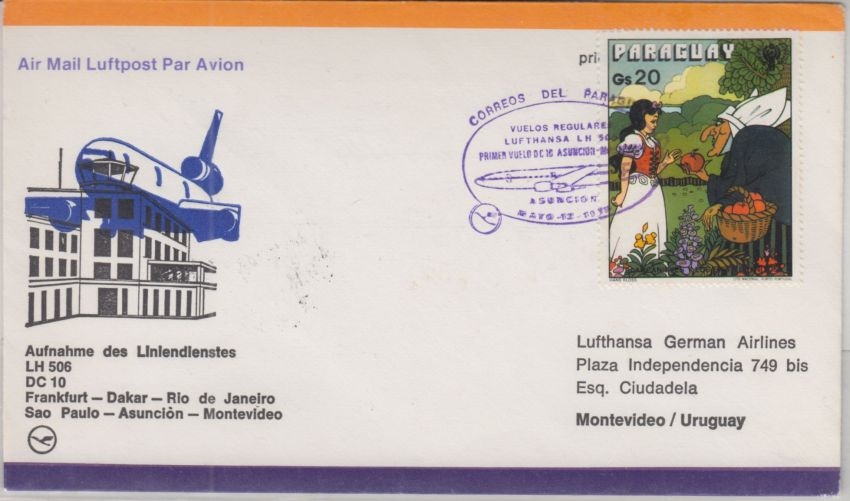 Air Mail Luftpost Par Avion
PARAGUAY
Gs 20
CORREOS DEL
VUELOS REGULARES
LUFTHANSA LH 506
PRIMER VUELO DC 10 ASUNCION-
ASUNCION
MAYO
Aufnahme des Liniendienstes
LH 506
DC 10
Frankfurt – Dakar – Rio de Janeiro
Sao Paulo – Asunciòn – Montevideo
Lufthansa German Airlines
Plaza Independencia 749 bis
Esq. Ciudadela
Montevideo / Uruguay